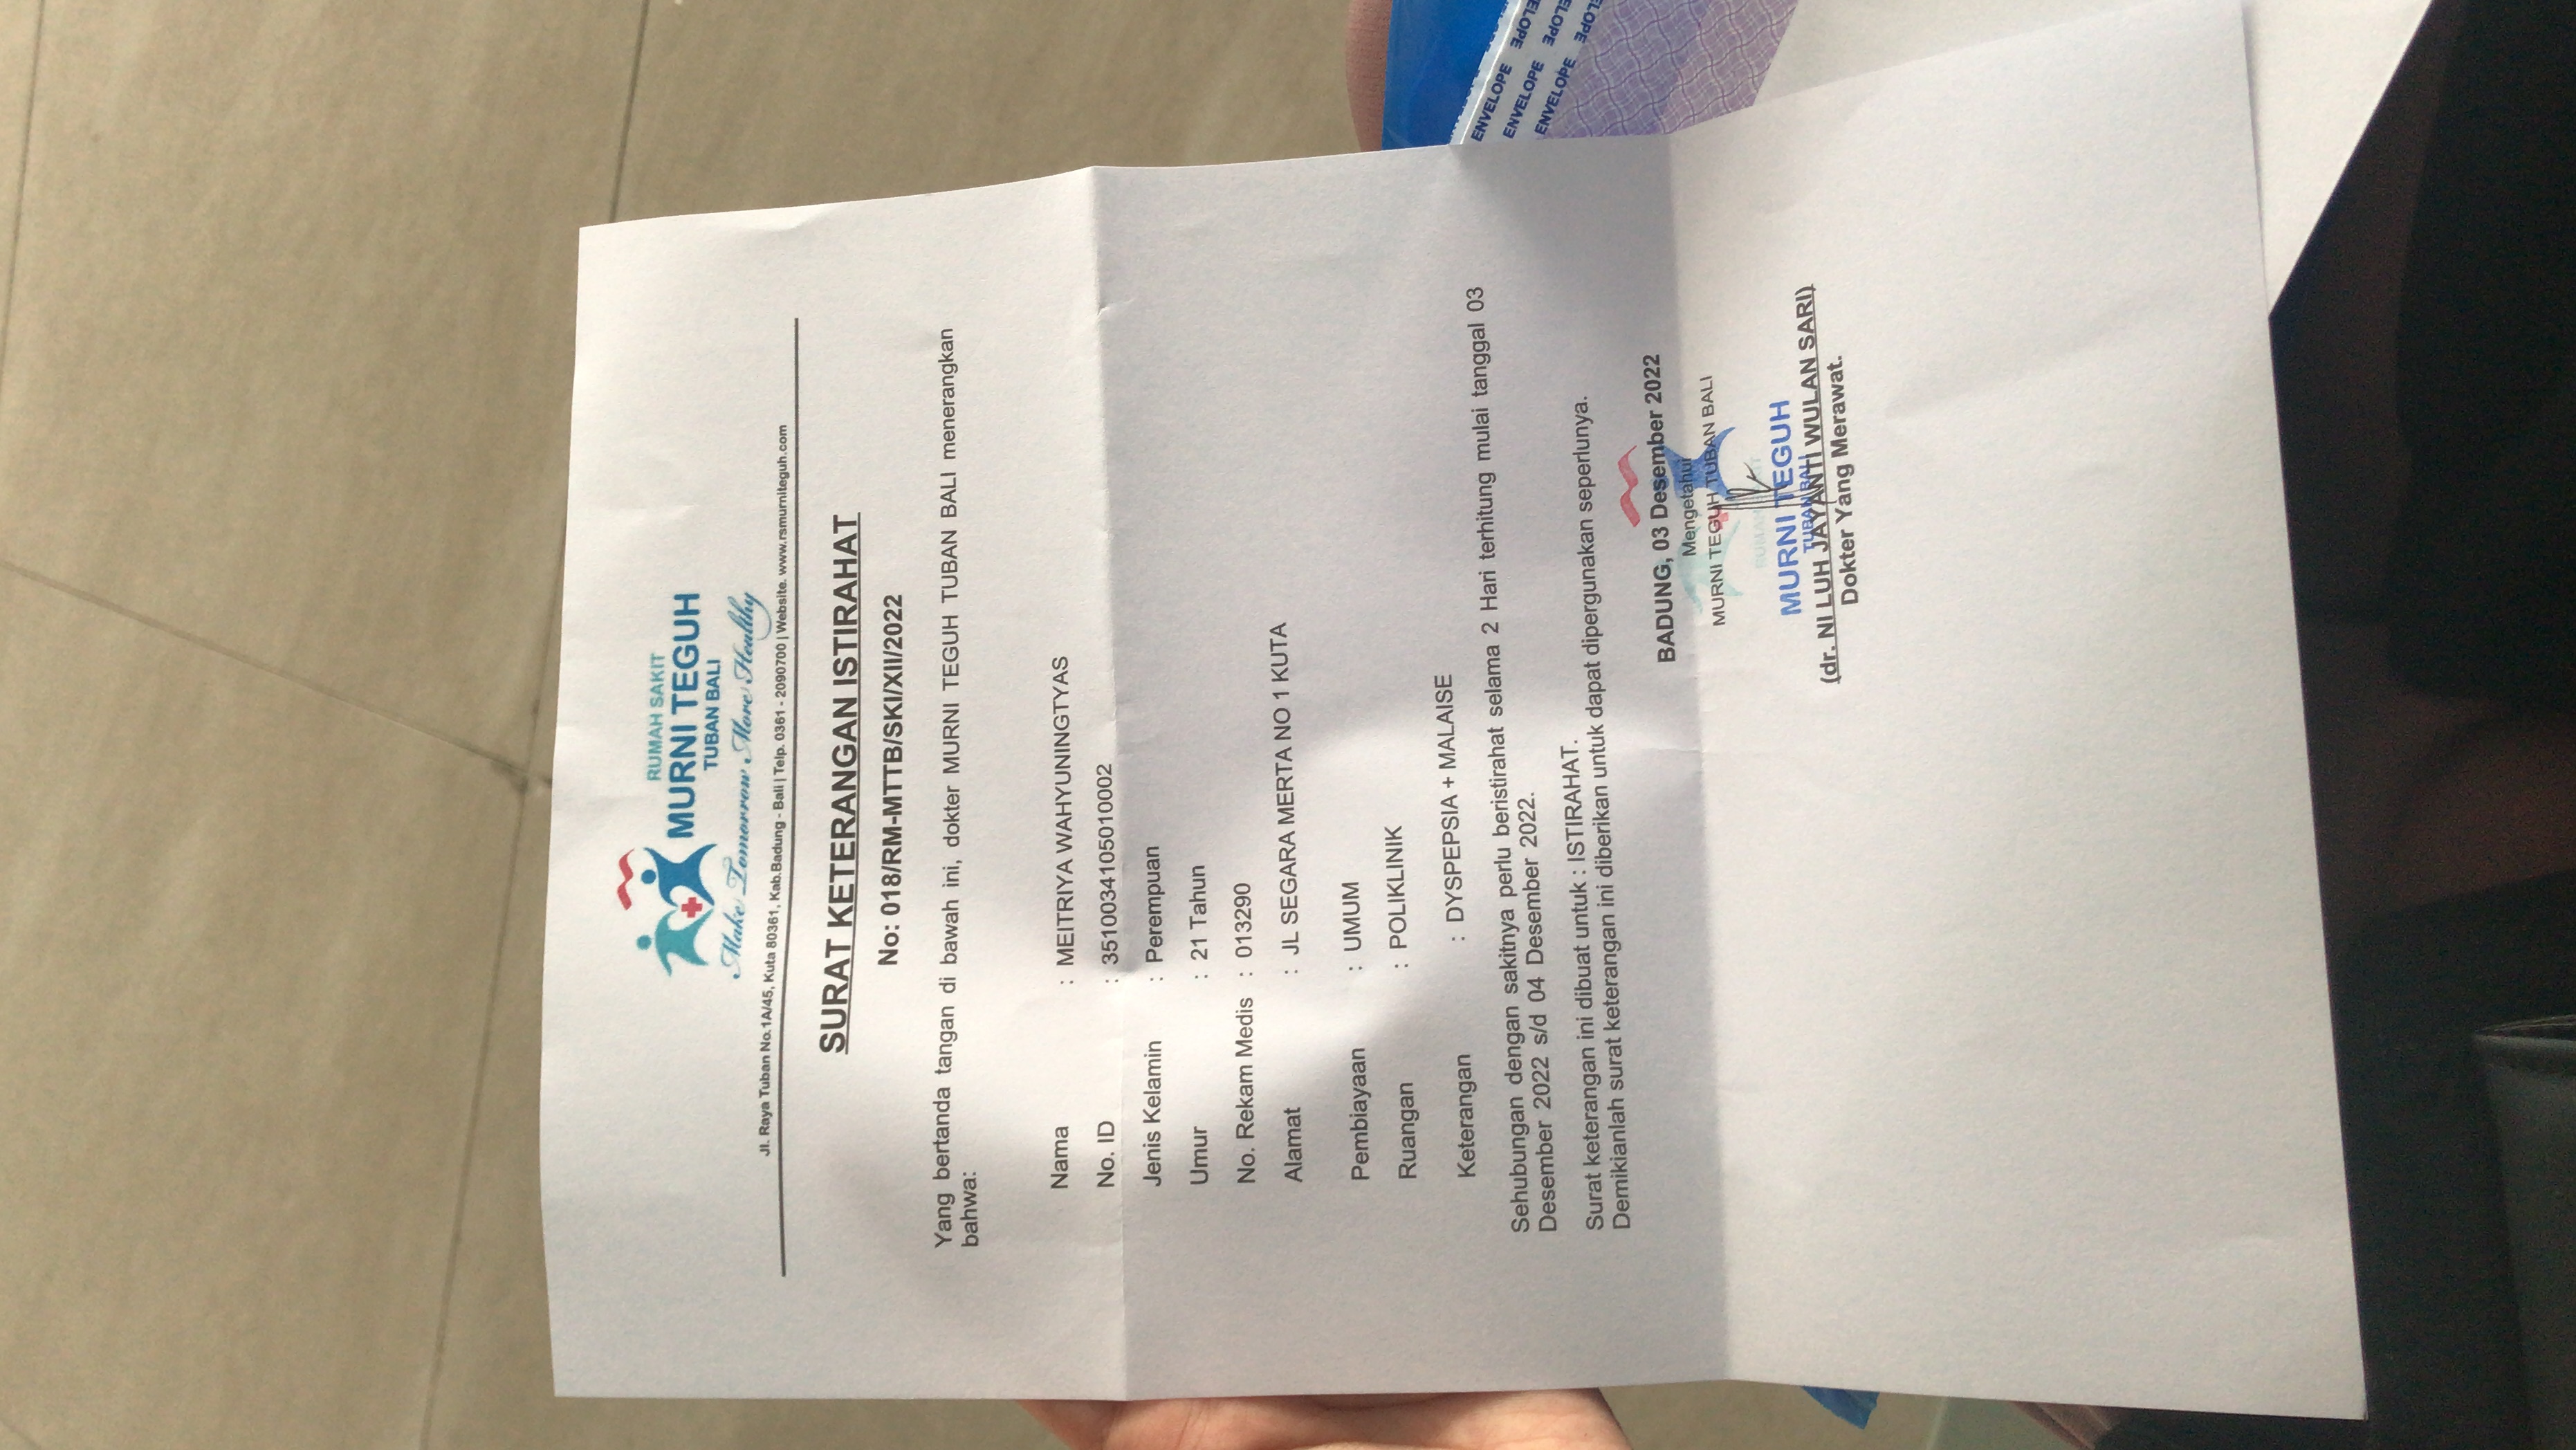 RUMAH SAKIT
MURNI TEGUH
TUBAN BALI
Make Tomorrow More Healthy
Jl. Raya Tuban No.1A/45, Kuta 80361, Kab.Badung - Bali | Telp. 0361 - 2090700 | Website. www.rsmurniteguh.com
SURAT KETERANGAN ISTIRAHAT
No: 018/RM-MTTB/SKI/XII/2022
Yang bertanda tangan di bawah ini, dokter MURNI TEGUH TUBAN BALI menerangkan
bahwa:
Nama : MEITRIYA WAHYUNINGTYAS
No. ID : 3510034105010002
Jenis Kelamin : Perempuan
Umur : 21 Tahun
No. Rekam Medis : 013290
Alamat : JL SEGARA MERTA NO 1 KUTA
Pembiayaan : UMUM
Ruangan : POLIKLINIK
Keterangan : DYSPEPSIA + MALAISE
Sehubungan dengan sakitnya perlu beristirahat selama 2 Hari terhitung mulai tanggal 03
Desember 2022 s/d 04 Desember 2022.
Surat keterangan ini dibuat untuk : ISTIRAHAT.
Demikianlah surat keterangan ini diberikan untuk dapat dipergunakan seperlunya.
BADUNG, 03 Desember 2022
Mengetahui
MURNI TEGUH TUBAN BALI
RUMAH SAKIT
MURNI TEGUH
TUBAN BALI
(dr. NI LUH JAYANTI WULAN SARI)
Dokter Yang Merawat.
ENVELOPE
ENVELOPE
ENVELOPE